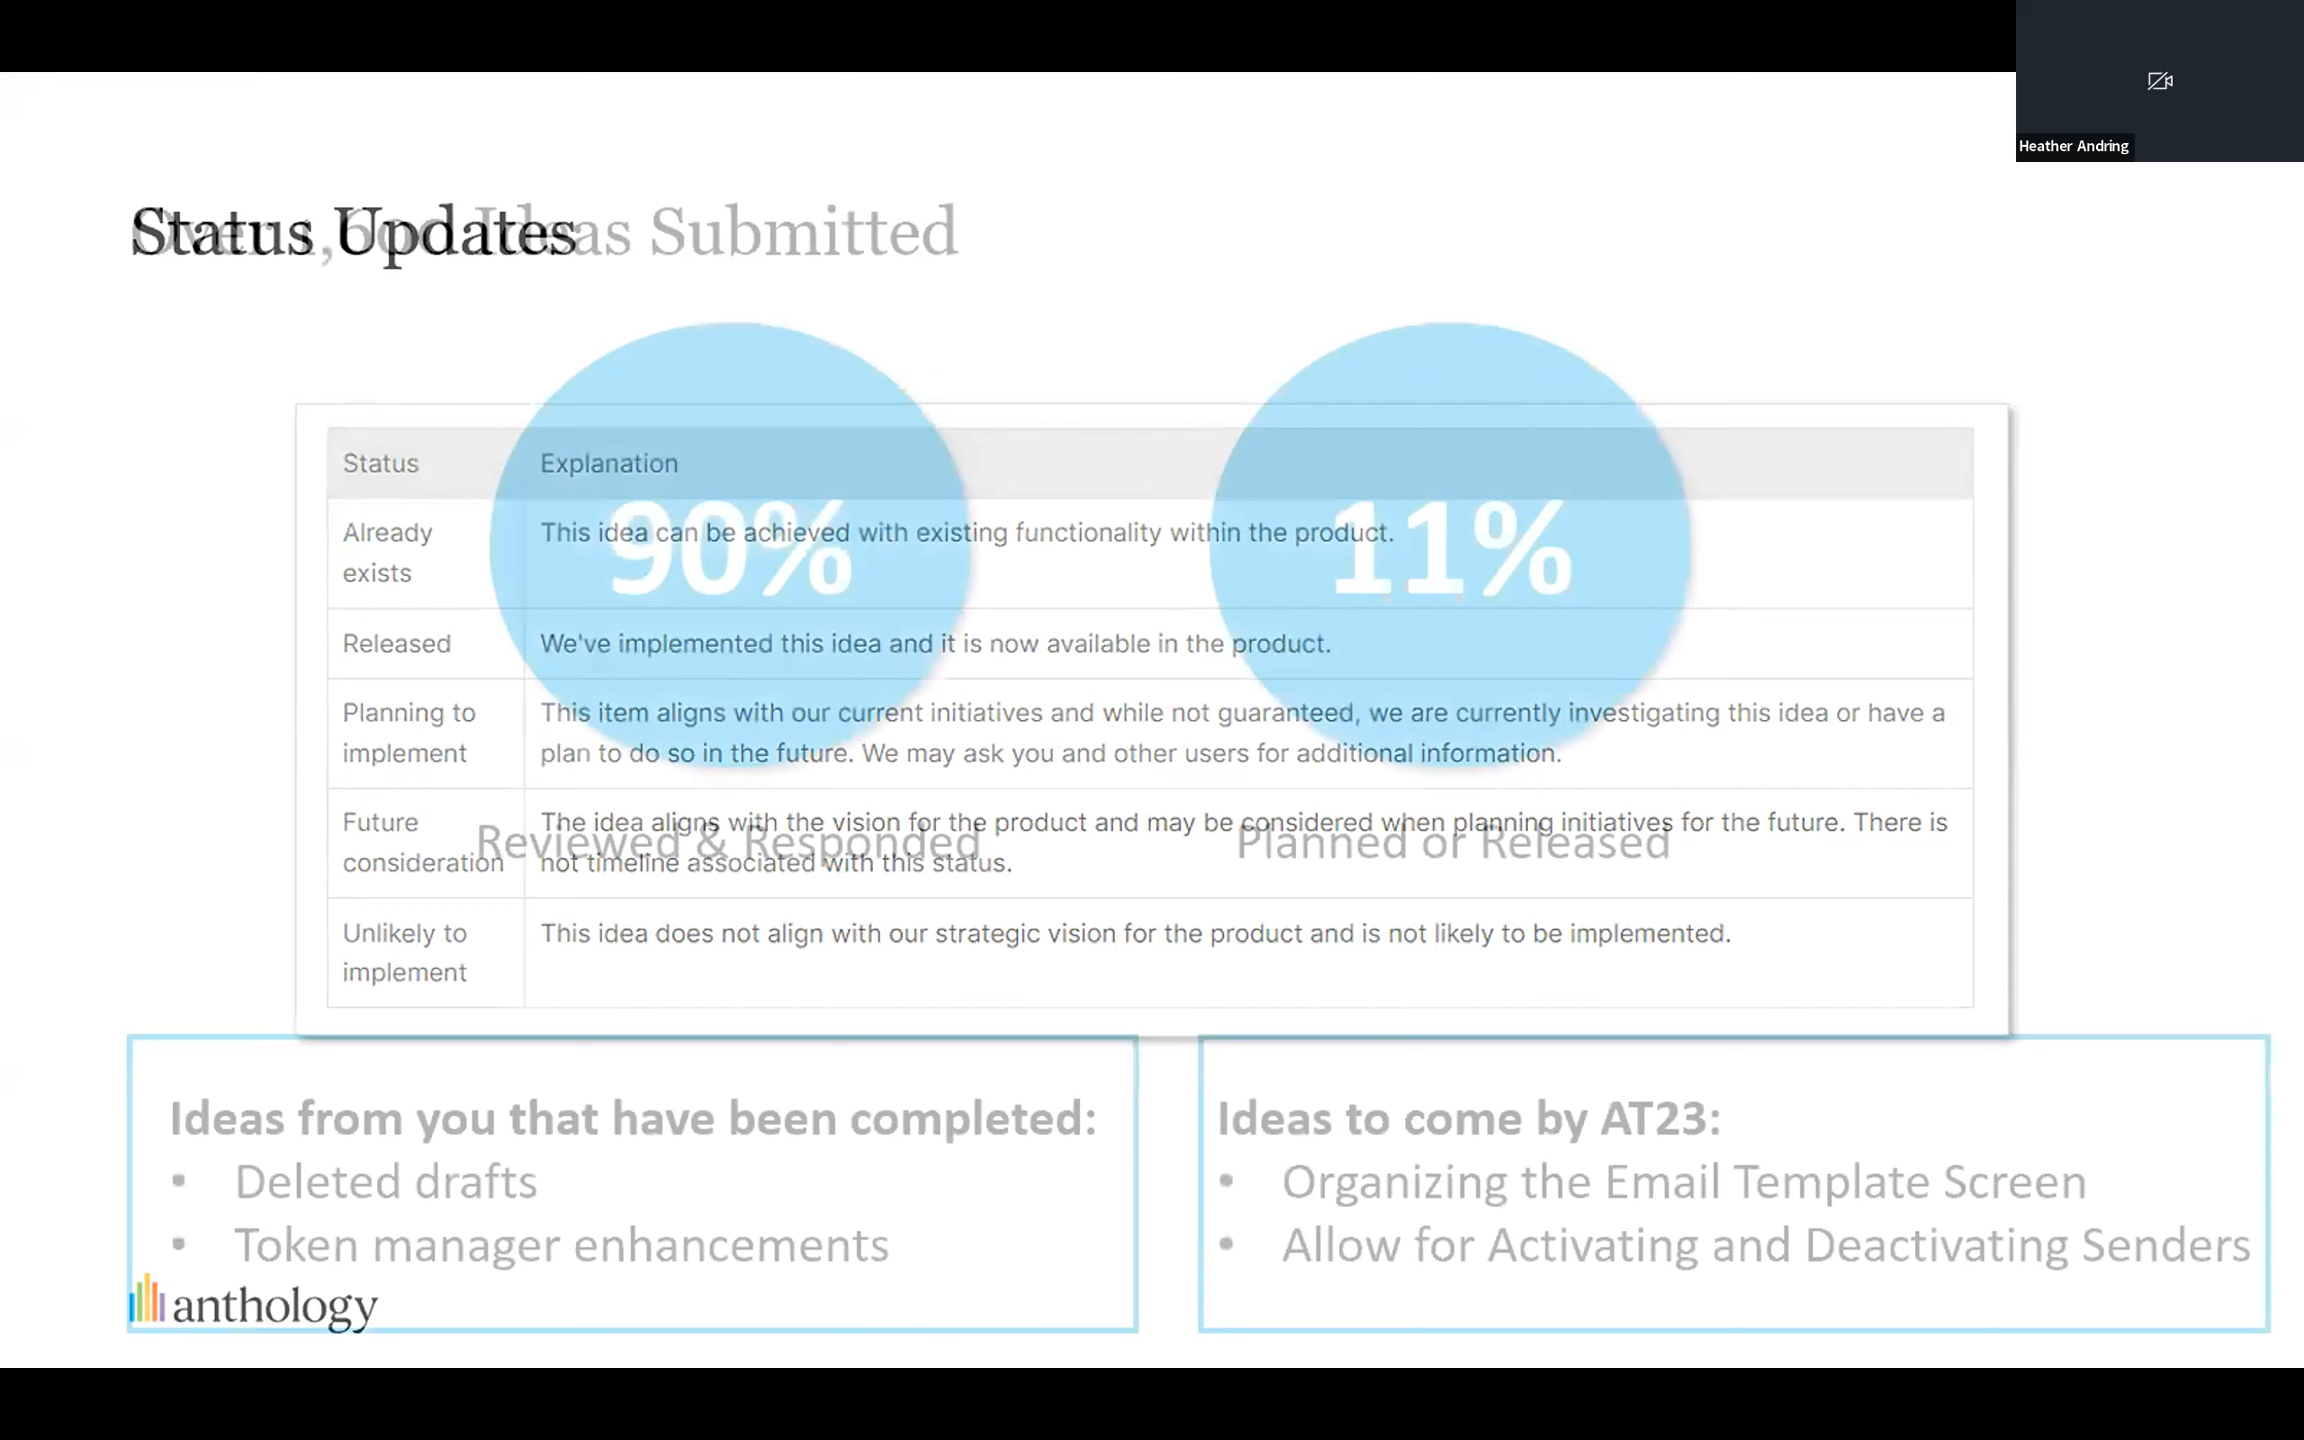 Heather Andring
Status Updates
Ideas Submitted
Status
Explanation
Already
exists
This idea can be achieved with existing functionality within the product.
90%
11%
Released
We've implemented this idea and it is now available in the product.
Planning to
implement
This item aligns with our current initiatives and while not guaranteed, we are currently investigating this idea or have a
plan to do so in the future. We may ask you and other users for additional information.
Future
consideration
The idea aligns with the vision for the product and may be considered when planning initiatives for the future. There is
not timeline associated with this status.
Reviewed & Responded
Planned or Released
Unlikely to
implement
This idea does not align with our strategic vision for the product and is not likely to be implemented.
Ideas from you that have been completed:
• Deleted drafts
• Token manager enhancements
Ideas to come by AT23:
• Organizing the Email Template Screen
• Allow for Activating and Deactivating Senders
anthology